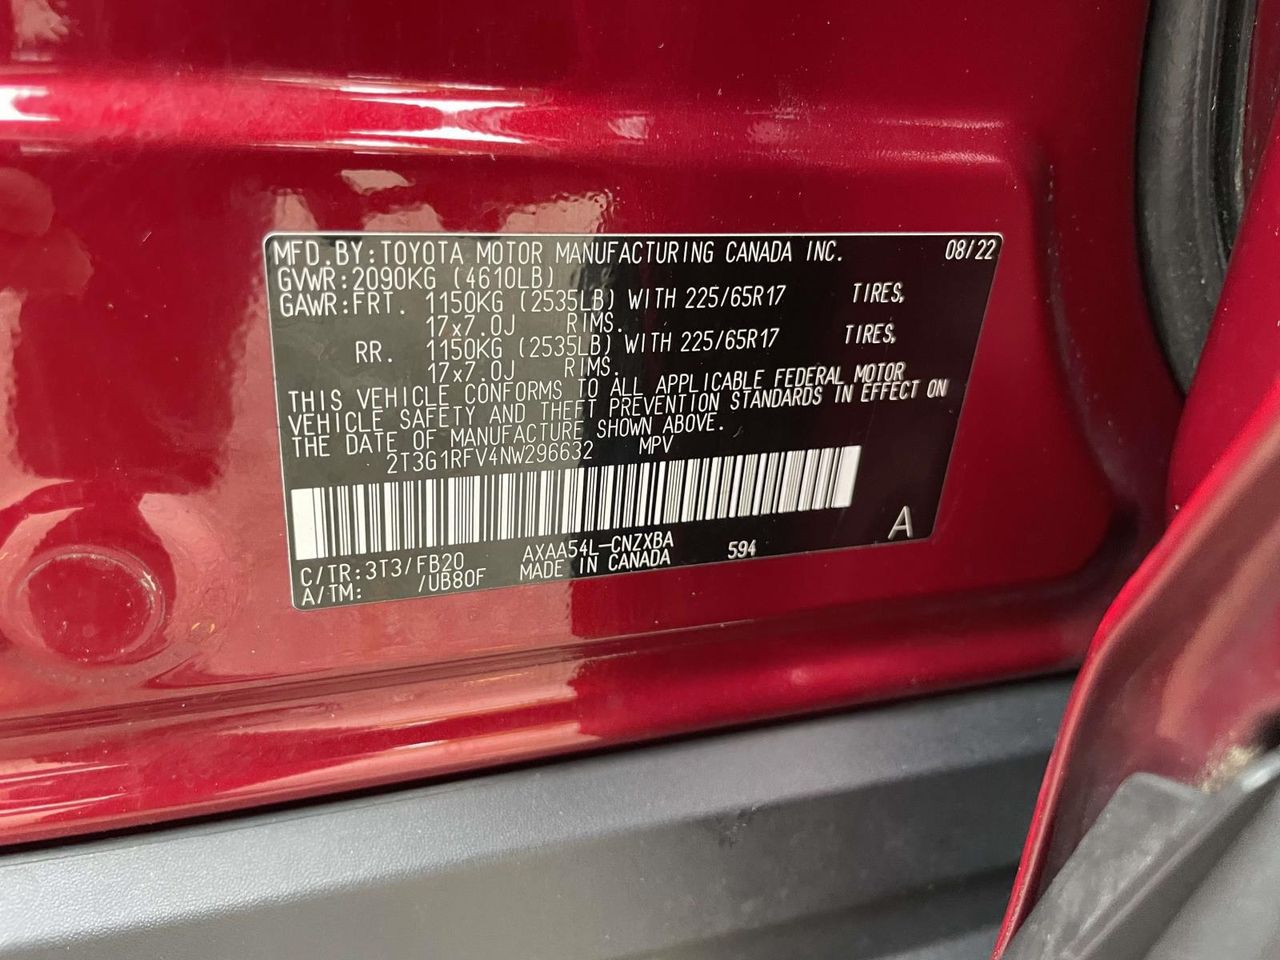 MFD.BY:TOYOTA MOTOR MANUFACTURING CANADA INC. 08/22
GVWR:2090KG (4610LB)
GAWR:FRT. 1150KG (2535LB) WITH 225/65R17 TIRES,
17x7.0J RIMS.
RR. 1150KG (2535LB) WITH 225/65R17 TIRES,
17x7.0J RIMS.
THIS VEHICLE CONFORMS TO ALL APPLICABLE FEDERAL MOTOR
VEHICLE SAFETY AND THEFT PREVENTION STANDARDS IN EFFECT ON
THE DATE OF MANUFACTURE SHOWN ABOVE.
2T3G1RFV4NW296632 MPV
A
C/TR:3T3/FB20 AXAA54L-CNZXBA 594
A/TM: /UB80F MADE IN CANADA